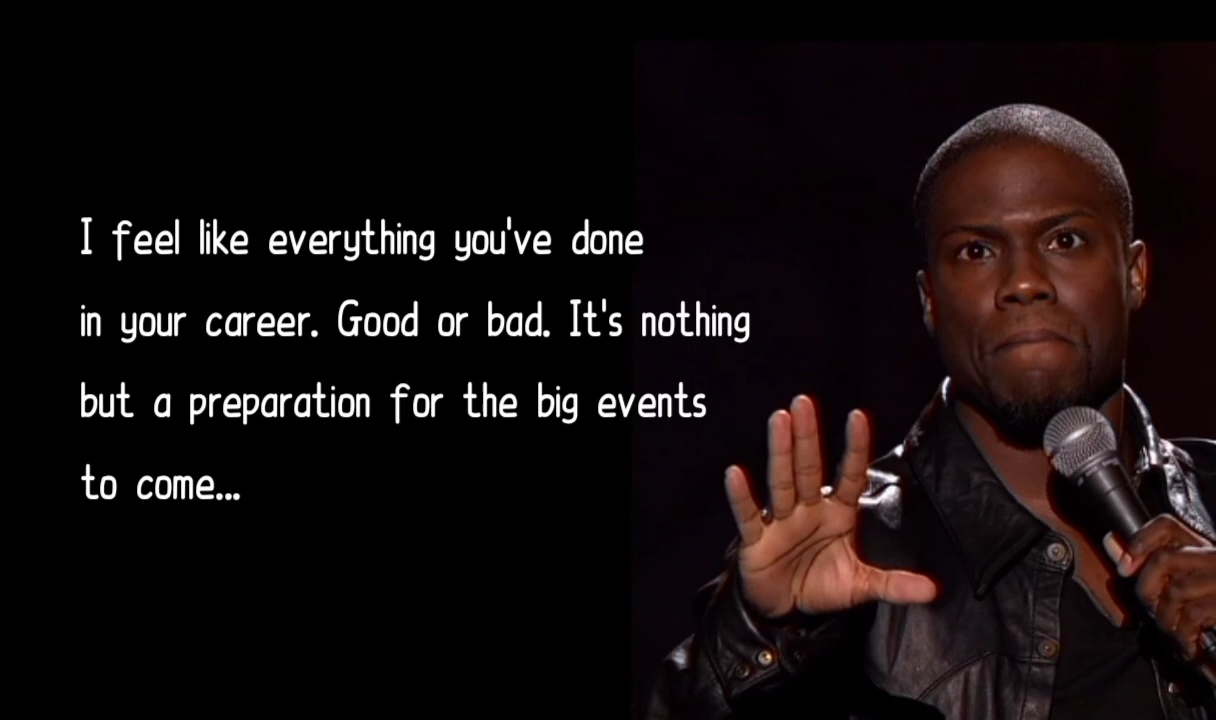 I feel like everything you've done
in your career. Good or bad. It's nothing
but a preparation for the big events
to come...